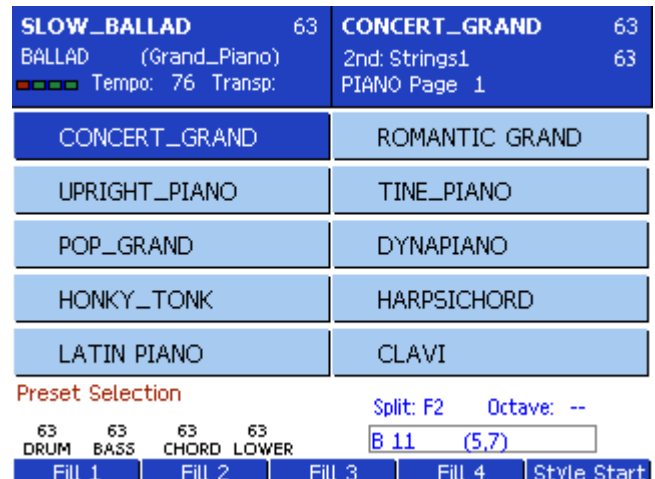 SLOW_BALLAD 63
BALLAD (Grand_Piano)
Tempo: 76 Transp:
CONCERT_GRAND 63
2nd: Strings1 63
PIANO Page 1
CONCERT_GRAND ROMANTIC GRAND
UPRIGHT_PIANO TINE_PIANO
POP_GRAND DYNAPIANO
HONKY_TONK HARPSICHORD
LATIN PIANO CLAVI
Preset Selection
Split: F2 Octave: --
63 63 63 63
DRUM BASS CHORD LOWER
B 11 (5,7)
Fill 1 Fill 2 Fill 3 Fill 4 Style Start